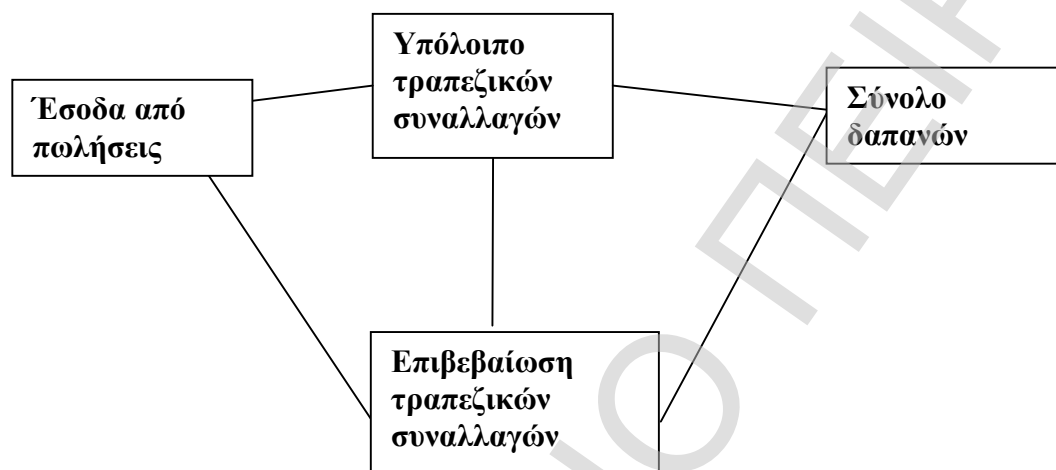 Υπόλοιπο
τραπεζικών
συναλλαγών
Έσοδα από
πωλήσεις
Σύνολο
δαπανών
Επιβεβαίωση
τραπεζικών
συναλλαγών